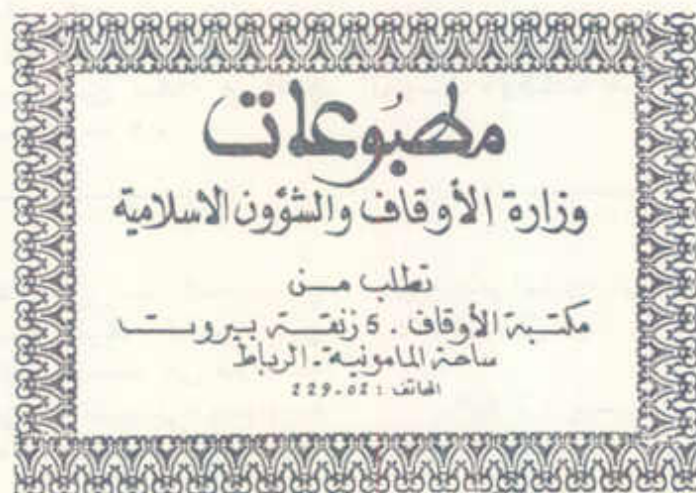 مطبوعات
وزارة الأوقاف والشؤون الاسلامية
تطلب من
مكتبة الأوقاف . 5 زنقة بيروت
ساحة المامونية . الرباط
الهاتف : 229.02